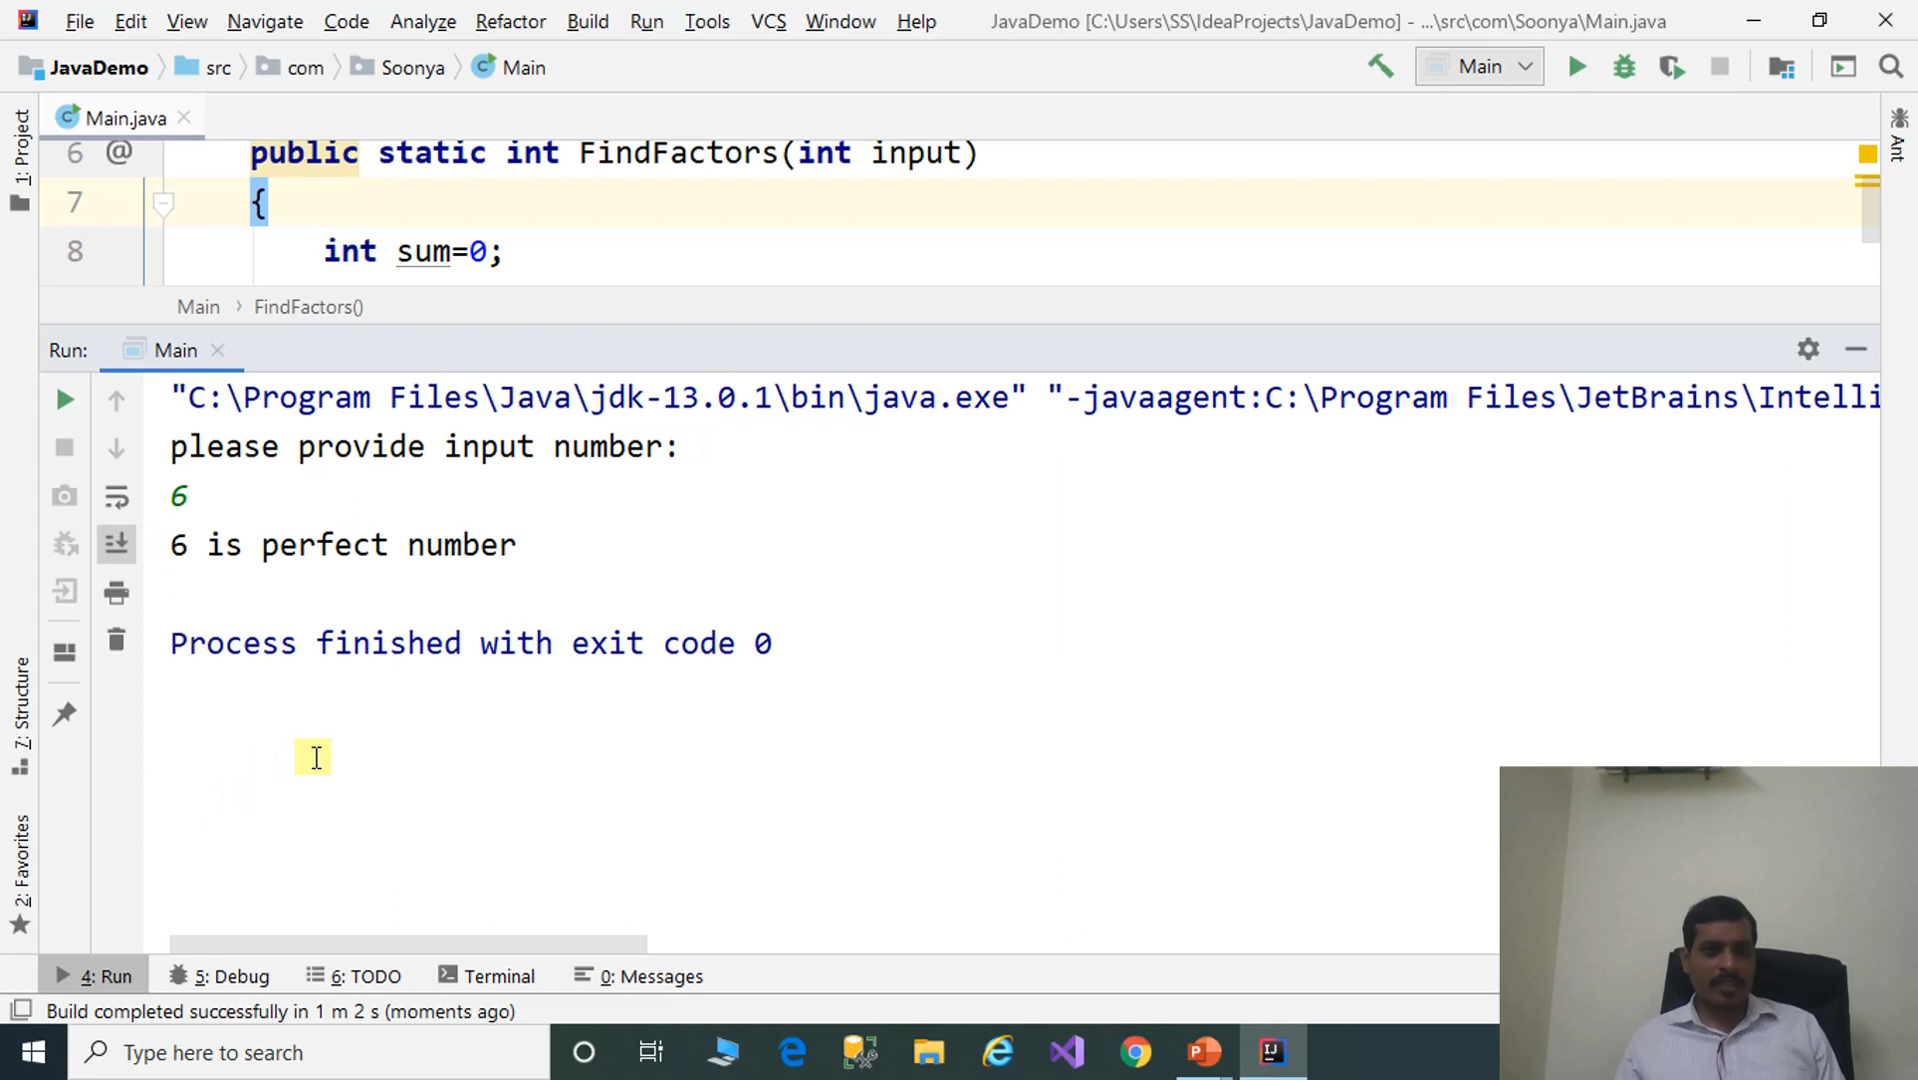 File Edit View Navigate Code Analyze Refactor Build Run Tools VCS Window Help JavaDemo [C:\Users\SS\IdeaProjects\JavaDemo] - ...\src\com\Soonya\Main.java
JavaDemo src com Soonya Main Main
1: Project
Main.java
Ant
6 @ public static int FindFactors(int input)
7 {
8 int sum=0;
Main › FindFactors()
Run: Main
"C:\Program Files\Java\jdk-13.0.1\bin\java.exe" "-javaagent:C:\Program Files\JetBrains\Intelli
please provide input number:
6
6 is perfect number
Process finished with exit code 0
7: Structure
2: Favorites
4: Run 5: Debug 6: TODO Terminal 0: Messages
Build completed successfully in 1 m 2 s (moments ago)
Type here to search